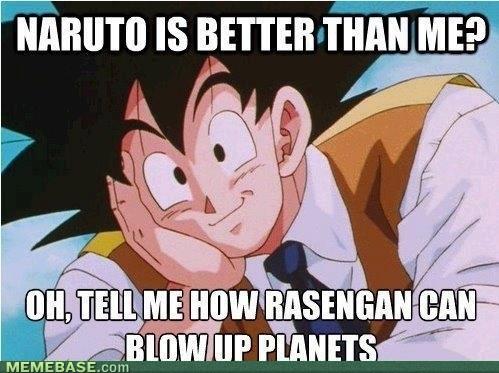 NARUTO IS BETTER THAN ME?
OH, TELL ME HOW RASENGAN CAN
BLOW UP PLANETS
MEMEBASE.com